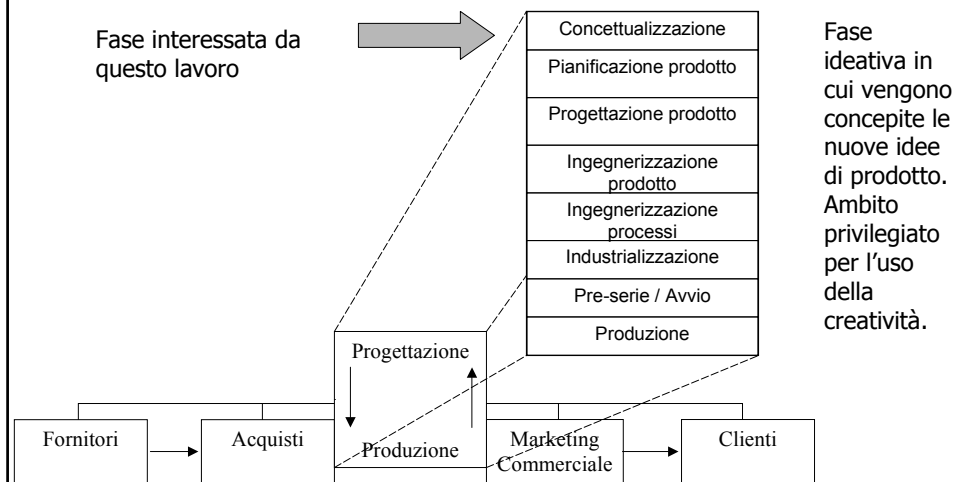 Fase interessata da
questo lavoro
Concettualizzazione
Pianificazione prodotto
Progettazione prodotto
Ingegnerizzazione
prodotto
Ingegnerizzazione
processi
Industrializzazione
Pre-serie / Avvio
Produzione
Fase
ideativa in
cui vengono
concepite le
nuove idee
di prodotto.
Ambito
privilegiato
per l'uso
della
creatività.
Progettazione
Produzione
Fornitori
Acquisti
Marketing
Commerciale
Clienti